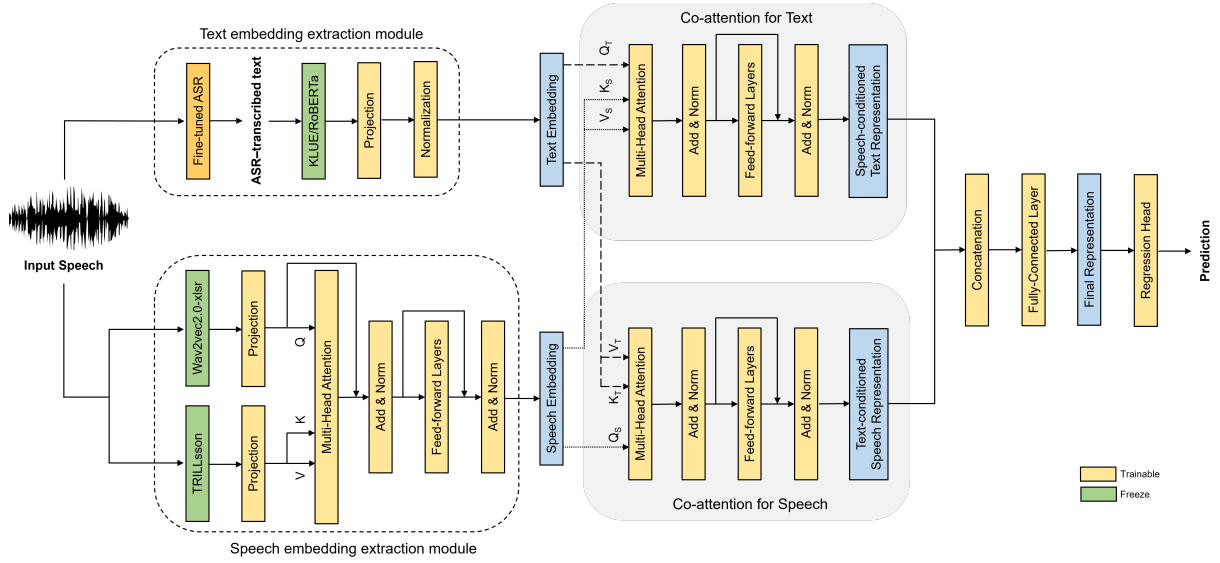 Co-attention for Text
Text embedding extraction module
Fine-tuned ASR
ASR–transcribed text
KLUE/RoBERTa
Projection
Normalization
Text Embedding
Q_T
K_S
V_S
Multi-Head Attention
Add & Norm
Feed-forward Layers
Add & Norm
Speech-conditioned
Text Representation
Input Speech
Concatenation
Fully-Connected Layer
Final Representation
Regression Head
Prediction
Wav2vec2.0-xlsr
Projection
Q
TRILLsson
Projection
K
V
Multi-Head Attention
Add & Norm
Feed-forward Layers
Add & Norm
Speech Embedding
V_T
K_T
Q_S
Multi-Head Attention
Add & Norm
Feed-forward Layers
Add & Norm
Text-conditioned
Speech Representation
Co-attention for Speech
Speech embedding extraction module
Trainable
Freeze